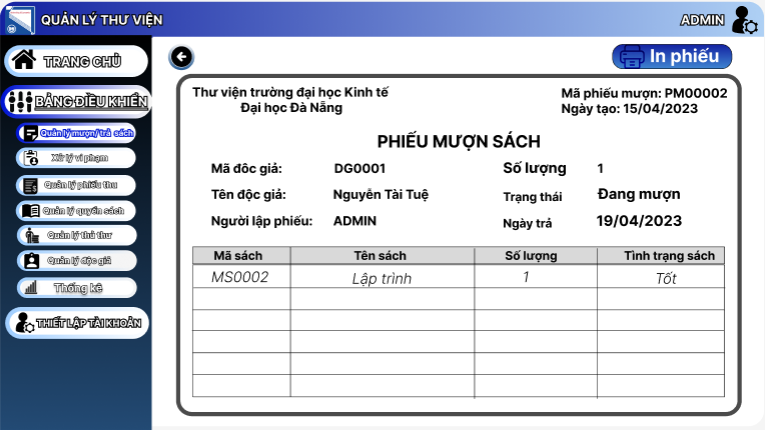 QUẢN LÝ THƯ VIỆN
ADMIN
TRANG CHỦ
BẢNG ĐIỀU KHIỂN
Quản lý mượn/trả sách
Xử lý vi phạm
Quản lý phiếu thu
Quản lý quyển sách
Quản lý thủ thư
Quản lý độc giả
Thống kê
THIẾT LẬP TÀI KHOẢN
In phiếu
Thư viện trường đại học Kinh tế
Đại học Đà Nẵng
Mã phiếu mượn: PM00002
Ngày tạo: 15/04/2023
PHIẾU MƯỢN SÁCH
Mã đôc giả: DG0001 Số lượng 1
Tên độc giả: Nguyễn Tài Tuệ Trạng thái Đang mượn
Người lập phiếu: ADMIN Ngày trả 19/04/2023
Mã sách Tên sách Số lượng Tình trạng sách
MS0002 Lập trình 1 Tốt